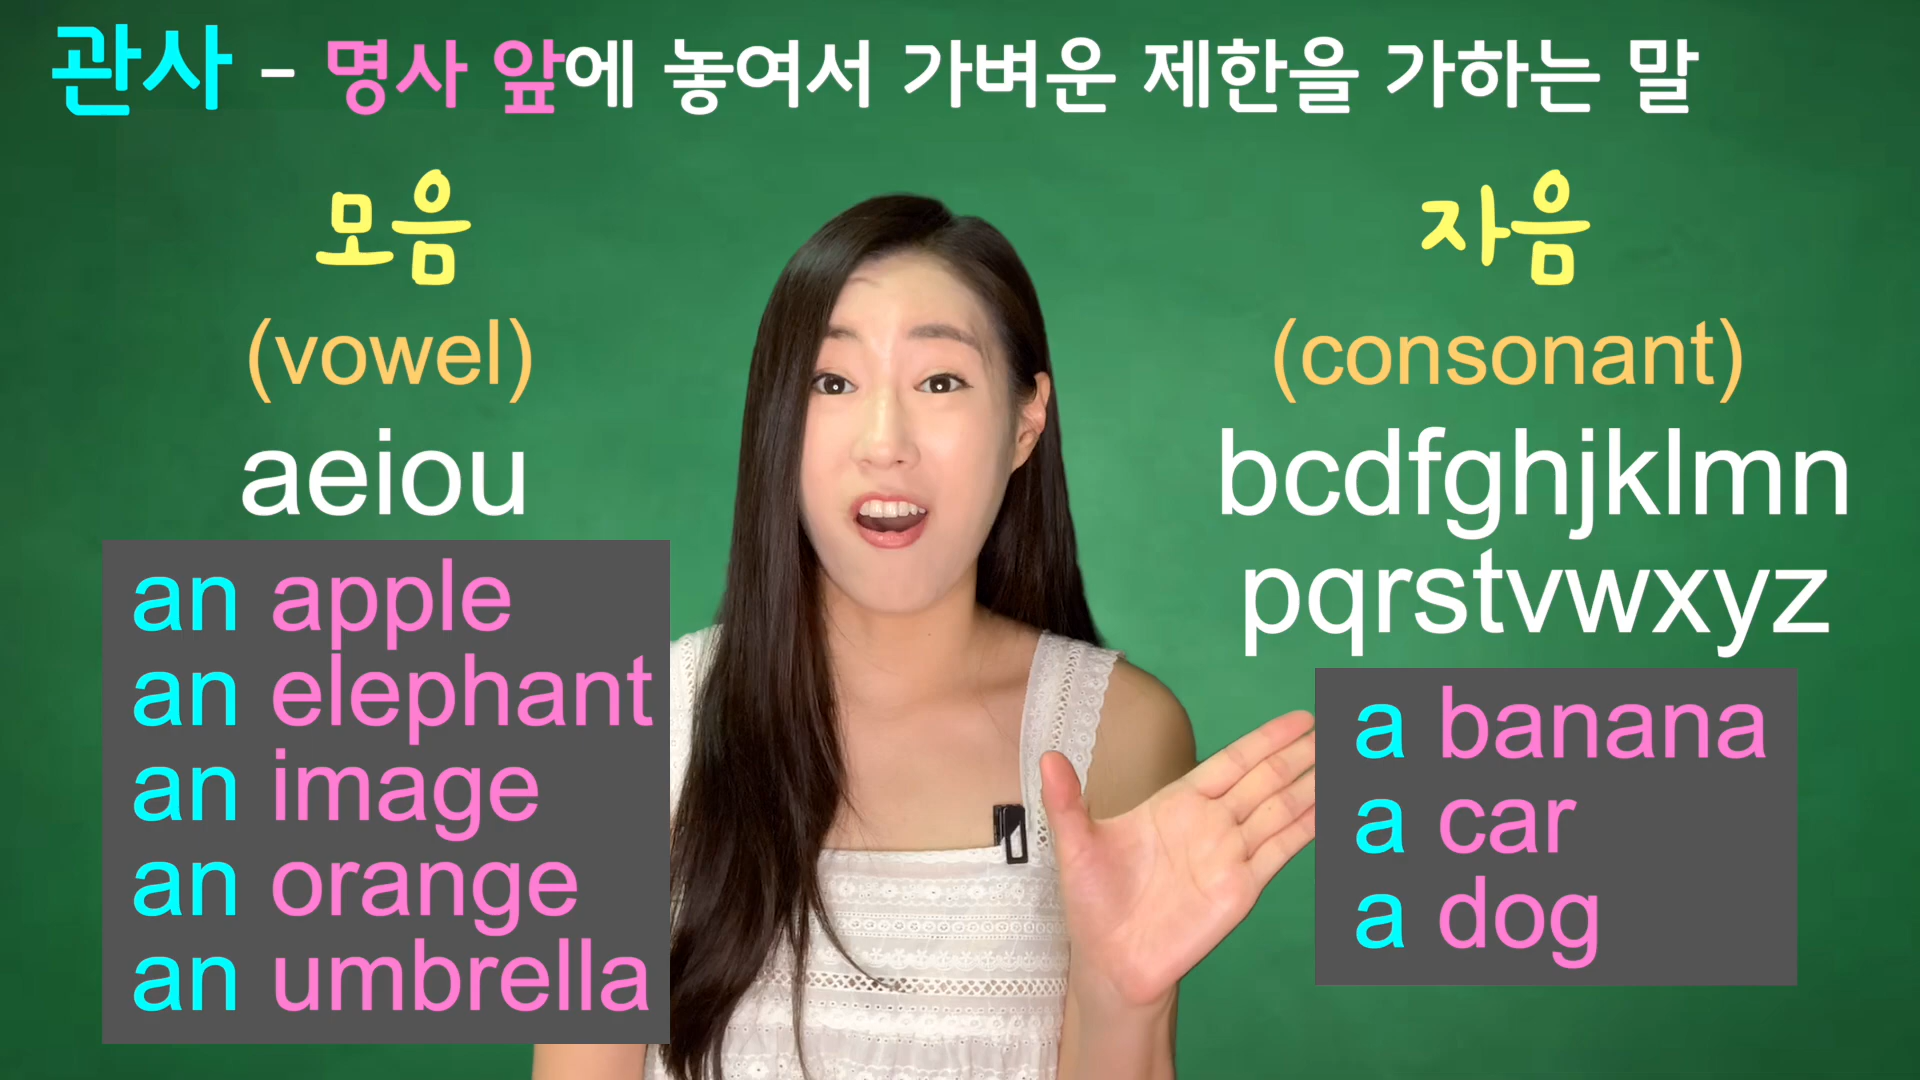 관사 - 명사 앞에 놓여서 가벼운 제한을 가하는 말
모음
(vowel)
aeiou
an apple
an elephant
an image
an orange
an umbrella
자음
(consonant)
bcdfghjklmn
pqrstvwxyz
a banana
a car
a dog